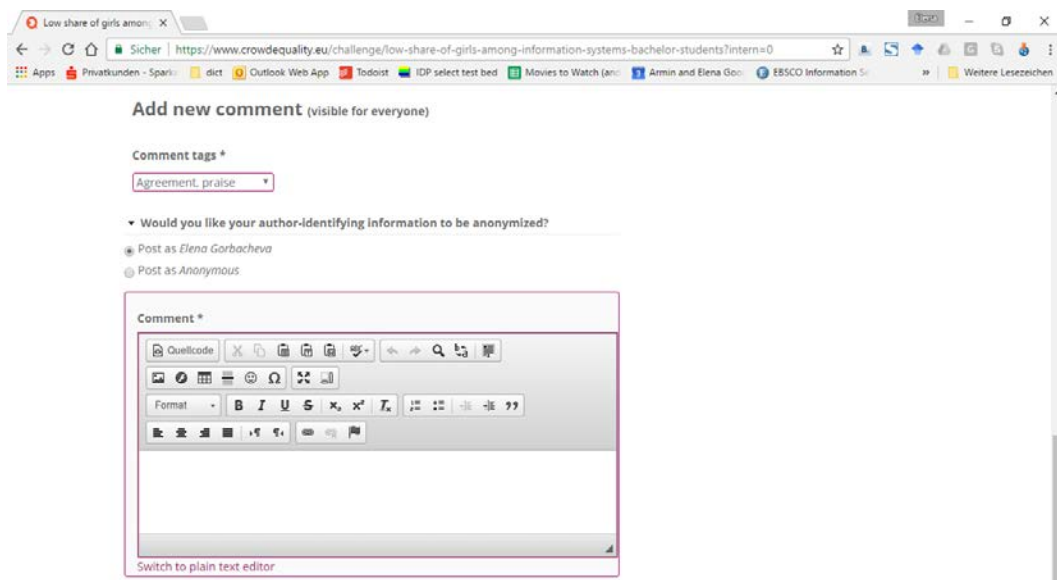 Low share of girls among
Elena
Sicher | https://www.crowdequality.eu/challenge/low-share-of-girls-among-information-systems-bachelor-students?intern=0
Apps Privatkunden - Spark dict Outlook Web App Todoist IDP select test bed Movies to Watch (and Armin and Elena Goo EBSCO Information S » Weitere Lesezeichen
Add new comment (visible for everyone)
Comment tags *
Agreement, praise
Would you like your author-identifying information to be anonymized?
Post as Elena Gorbacheva
Post as Anonymous
Comment *
Quellcode
Format B I U S x₂ x² Tx
Switch to plain text editor